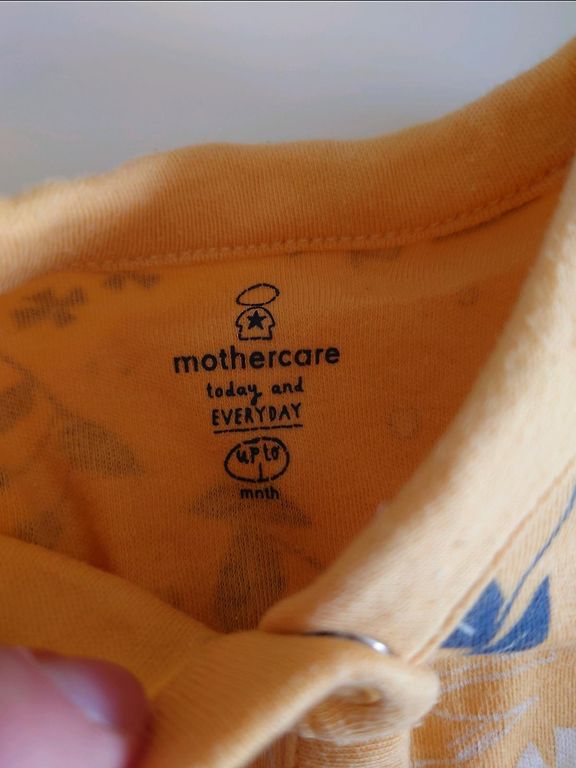 mothercare
today and
EVERYDAY
up to
1
mnth